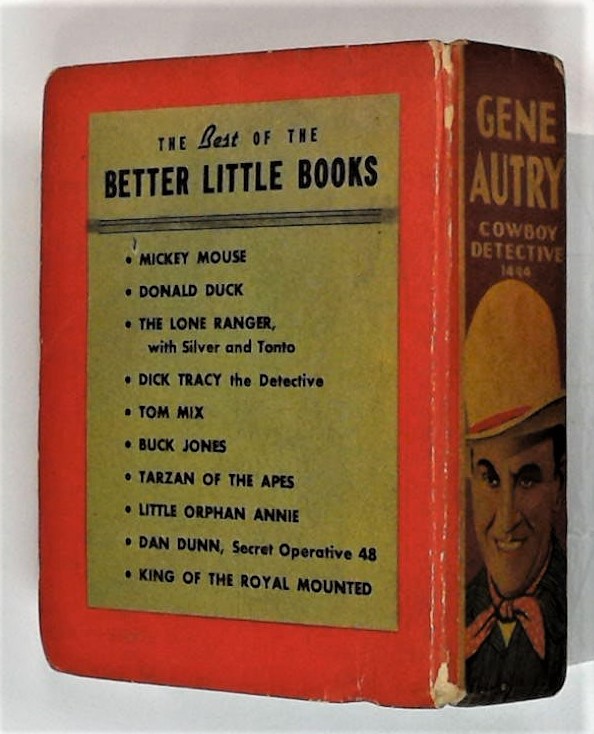 THE Best OF THE
BETTER LITTLE BOOKS
• MICKEY MOUSE
• DONALD DUCK
• THE LONE RANGER,
with Silver and Tonto
• DICK TRACY the Detective
• TOM MIX
• BUCK JONES
• TARZAN OF THE APES
• LITTLE ORPHAN ANNIE
• DAN DUNN, Secret Operative 48
• KING OF THE ROYAL MOUNTED
GENE
AUTRY
COWBOY
DETECTIVE